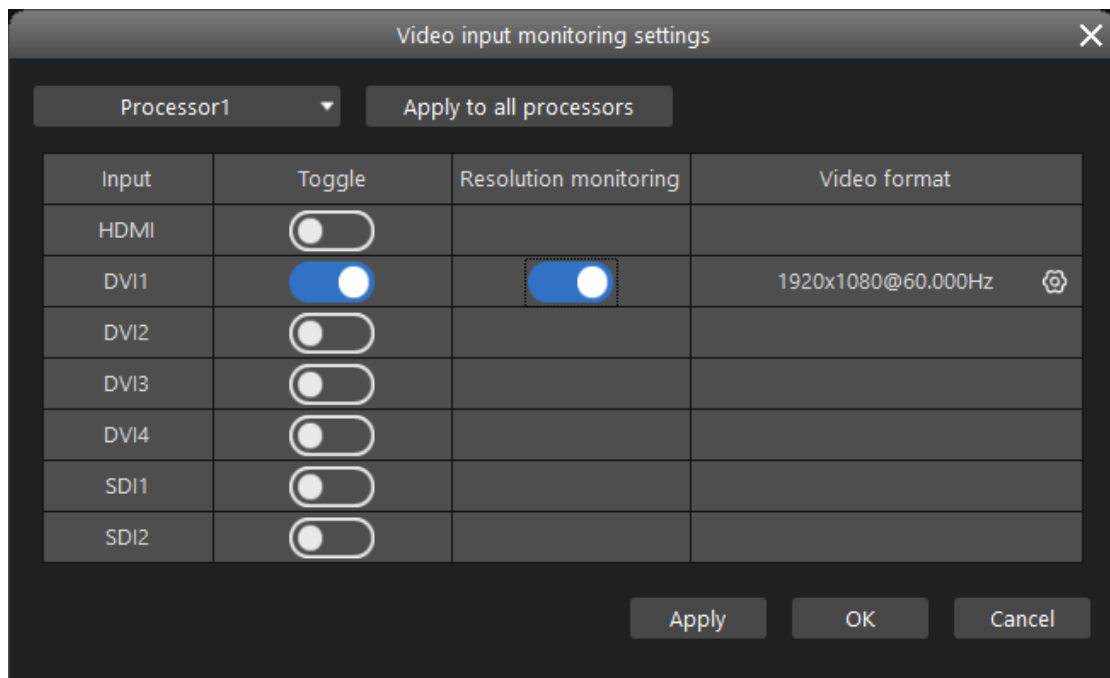 Video input monitoring settings
Processor1 Apply to all processors
Input Toggle Resolution monitoring Video format
HDMI
DVI1 1920x1080@60.000Hz
DVI2
DVI3
DVI4
SDI1
SDI2
Apply OK Cancel